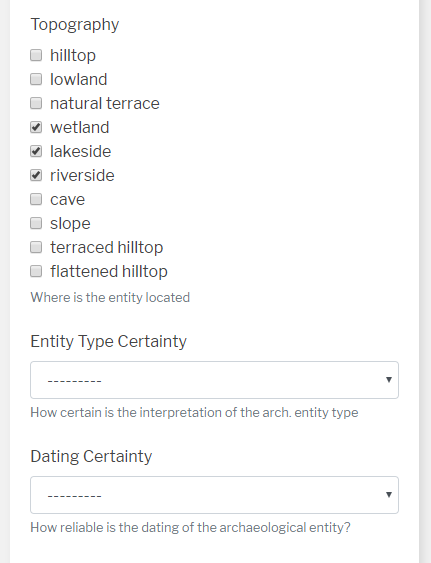 Topography
hilltop
lowland
natural terrace
wetland
lakeside
riverside
cave
slope
terraced hilltop
flattened hilltop
Where is the entity located
Entity Type Certainty
---------
How certain is the interpretation of the arch. entity type
Dating Certainty
---------
How reliable is the dating of the archaeological entity?